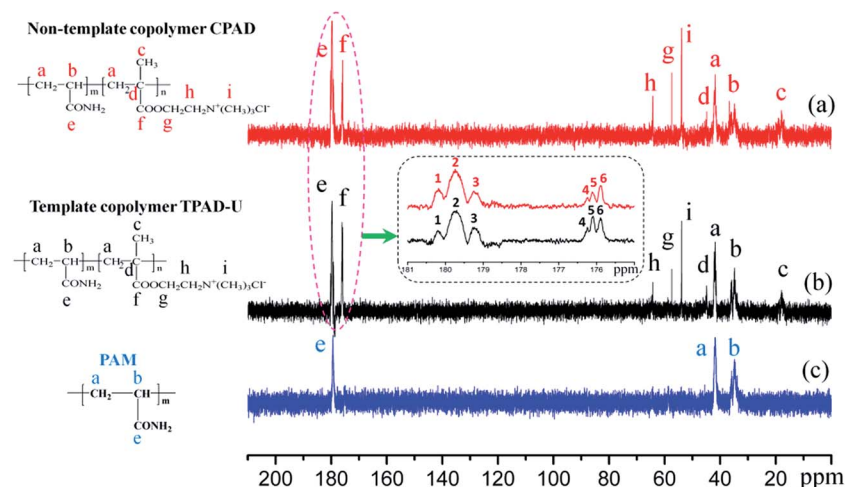 Non-template copolymer CPAD
c
a b a CH₃ h i
-[-CH₂-CH-]-[-CH₂-C-]-
m n
d
CONH₂ COOCH₂CH₂N⁺(CH₃)₃Cl⁻
e f g
e f g i
h d a b c
(a)
Template copolymer TPAD-U
c
a b a CH₃ h i
-[-CH₂-CH-]-[-CH₂-C-]-
m n
d
CONH₂ COOCH₂CH₂N⁺(CH₃)₃Cl⁻
e f g
e f
1 2 3 4 5 6
1 2 3 4 5 6
181 180 179 178 177 176 ppm
h g i d a b c
(b)
PAM
a b
-[-CH₂-CH-]-
m
CONH₂
e
e a b
(c)
200 180 160 140 120 100 80 60 40 20 ppm